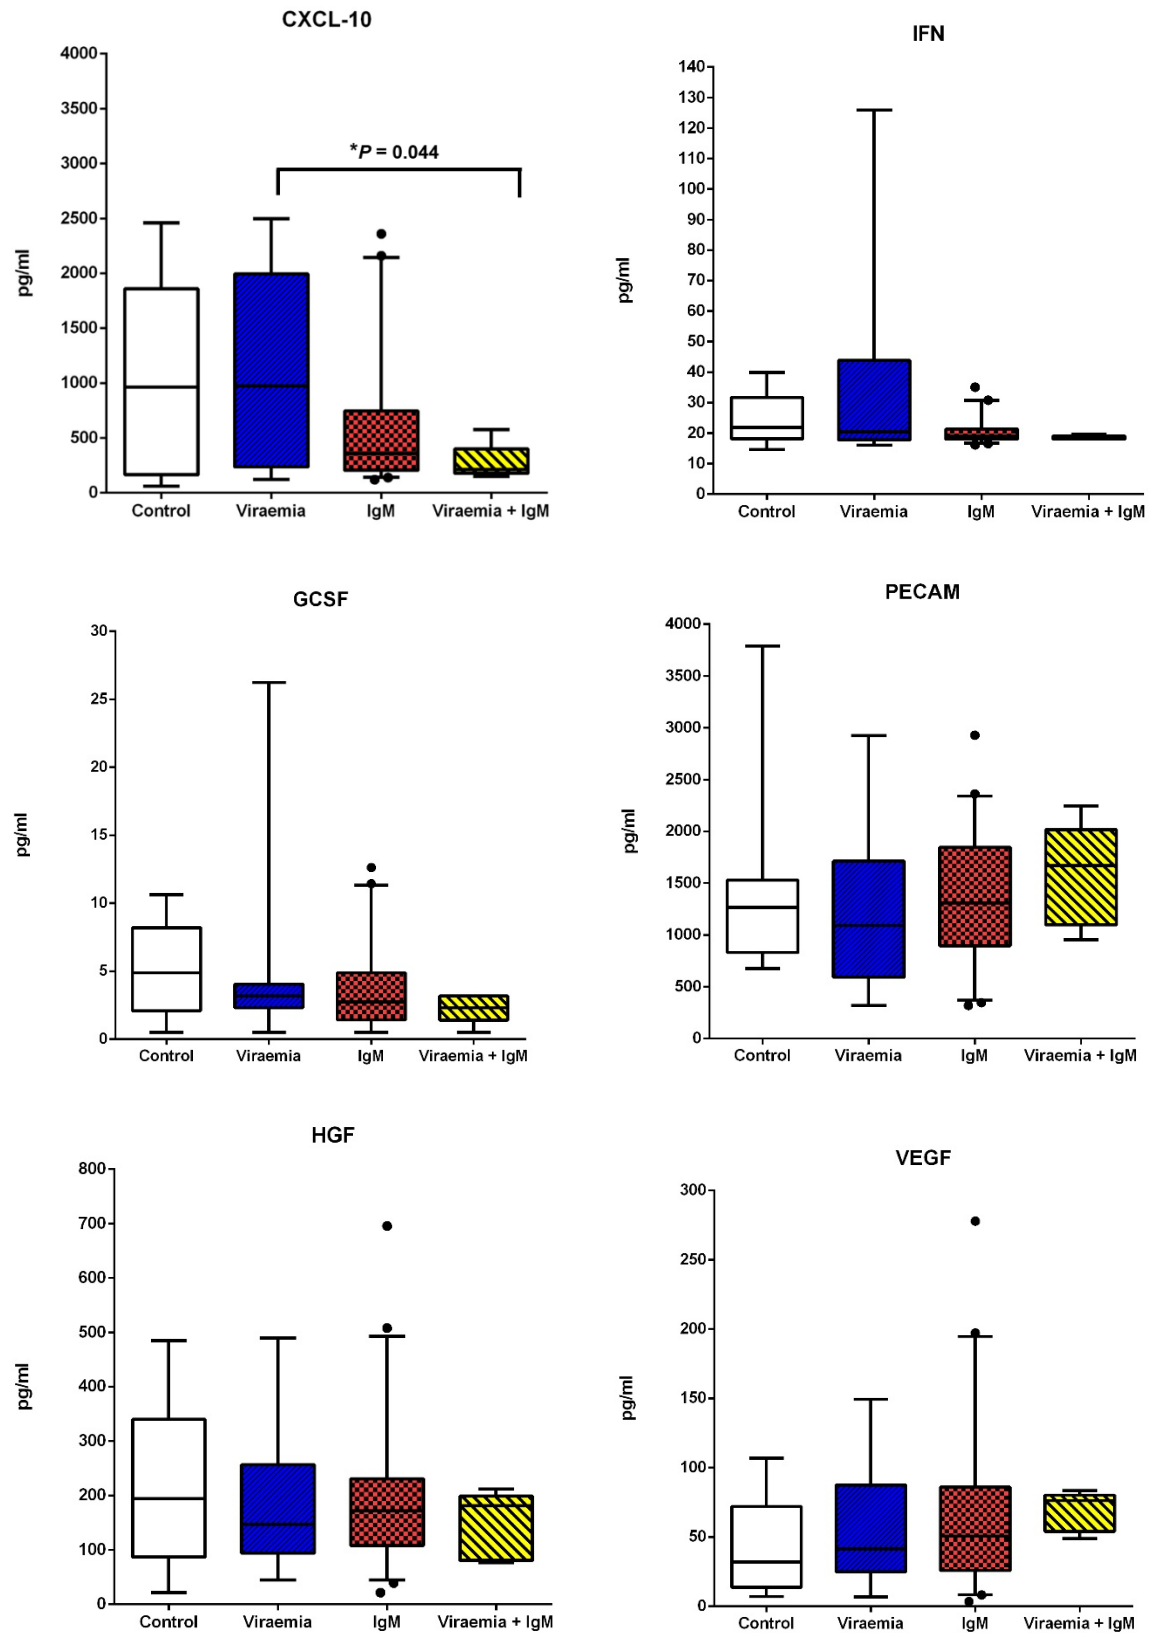 CXCL-10
4000
3500
3000
2500
2000
1500
1000
500
0
pg/ml
*P = 0.044
Control Viraemia IgM Viraemia + IgM
IFN
140
130
120
110
100
90
80
70
60
50
40
30
20
10
0
pg/ml
Control Viraemia IgM Viraemia + IgM
GCSF
30
25
20
15
10
5
0
pg/ml
Control Viraemia IgM Viraemia + IgM
PECAM
4000
3500
3000
2500
2000
1500
1000
500
0
pg/ml
Control Viraemia IgM Viraemia + IgM
HGF
800
700
600
500
400
300
200
100
0
pg/ml
Control Viraemia IgM Viraemia + IgM
VEGF
300
250
200
150
100
50
0
pg/ml
Control Viraemia IgM Viraemia + IgM